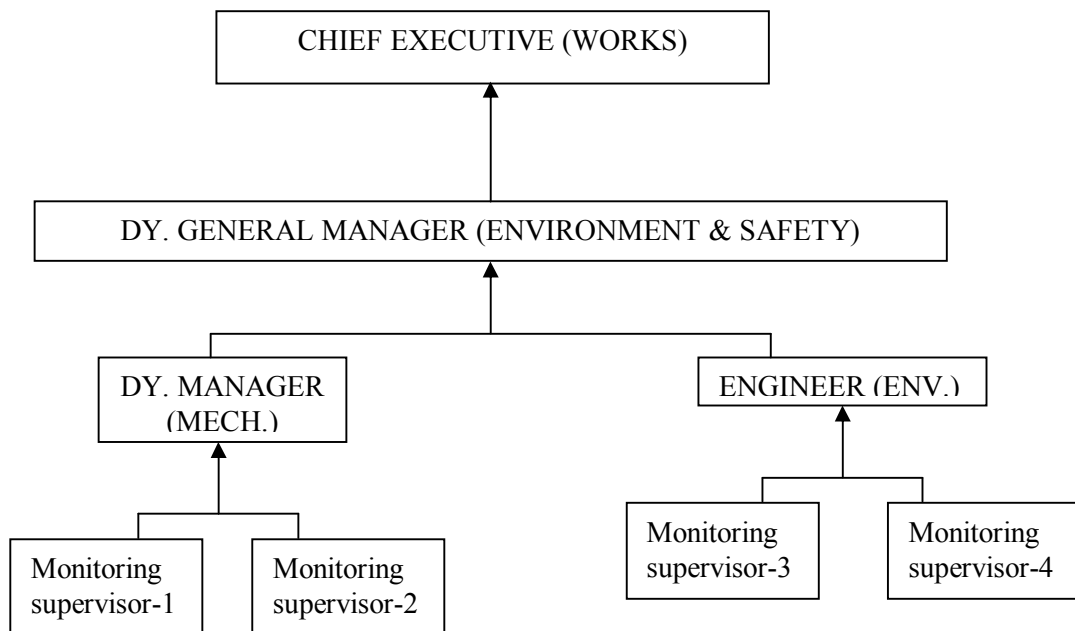 CHIEF EXECUTIVE (WORKS)
DY. GENERAL MANAGER (ENVIRONMENT & SAFETY)
DY. MANAGER
(MECH.)
ENGINEER (ENV.)
Monitoring
supervisor-1
Monitoring
supervisor-2
Monitoring
supervisor-3
Monitoring
supervisor-4